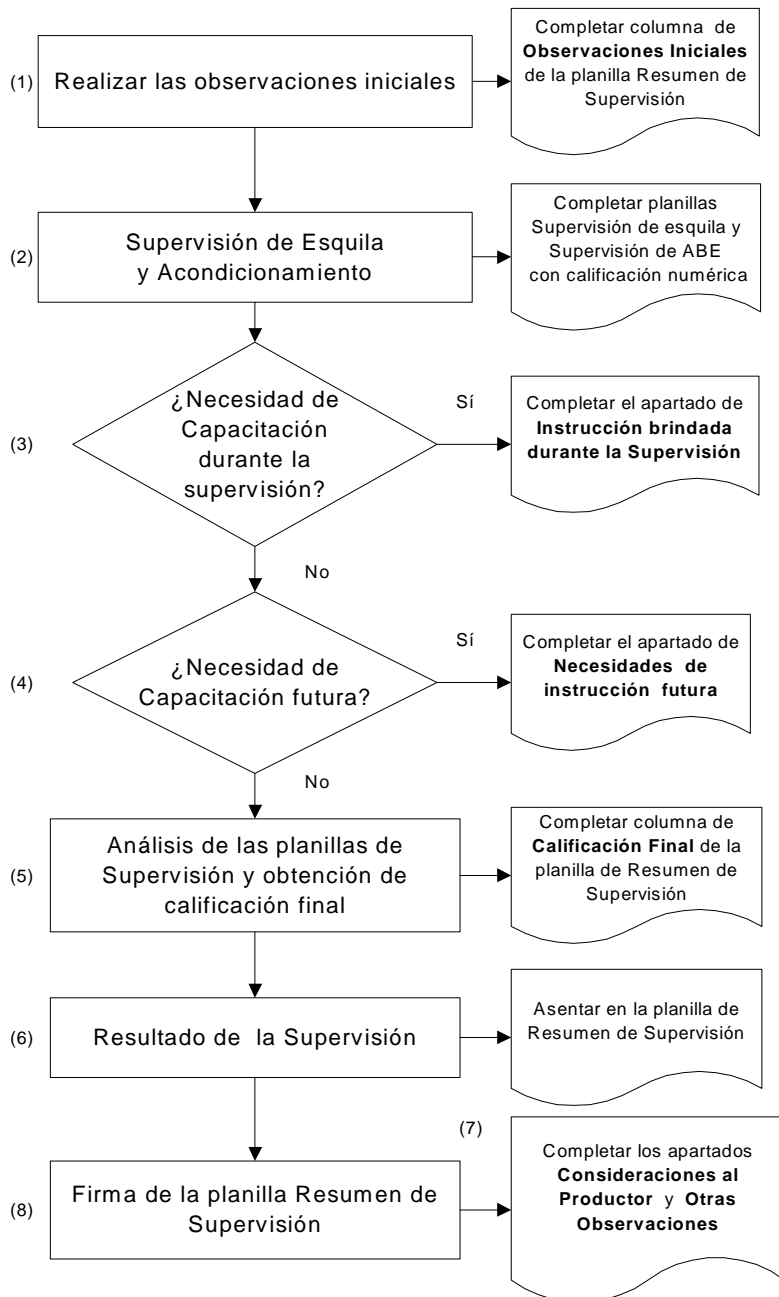 (1)
Realizar las observaciones iniciales
Completar columna de
Observaciones Iniciales
de la planilla Resumen de
Supervisión
(2)
Supervisión de Esquila
y Acondicionamiento
Completar planillas
Supervisión de esquila y
Supervisión de ABE
con calificación numérica
(3)
¿Necesidad de
Capacitación
durante la
supervisión?
Sí
Completar el apartado de
Instrucción brindada
durante la Supervisión
No
(4)
¿Necesidad de
Capacitación futura?
Sí
Completar el apartado de
Necesidades de
instrucción futura
No
(5)
Análisis de las planillas de
Supervisión y obtención de
calificación final
Completar columna de
Calificación Final de la
planilla de Resumen de
Supervisión
(6)
Resultado de la Supervisión
Asentar en la planilla de
Resumen de Supervisión
(7)
(8)
Firma de la planilla Resumen de
Supervisión
Completar los apartados
Consideraciones al
Productor y Otras
Observaciones